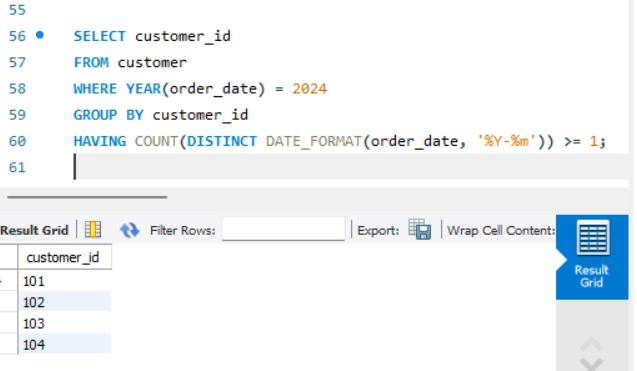 55
56 SELECT customer_id
57 FROM customer
58 WHERE YEAR(order_date) = 2024
59 GROUP BY customer_id
60 HAVING COUNT(DISTINCT DATE_FORMAT(order_date, '%Y-%m')) >= 1;
61
Result Grid Filter Rows: Export: Wrap Cell Content:
customer_id
101
102
103
104
Result
Grid